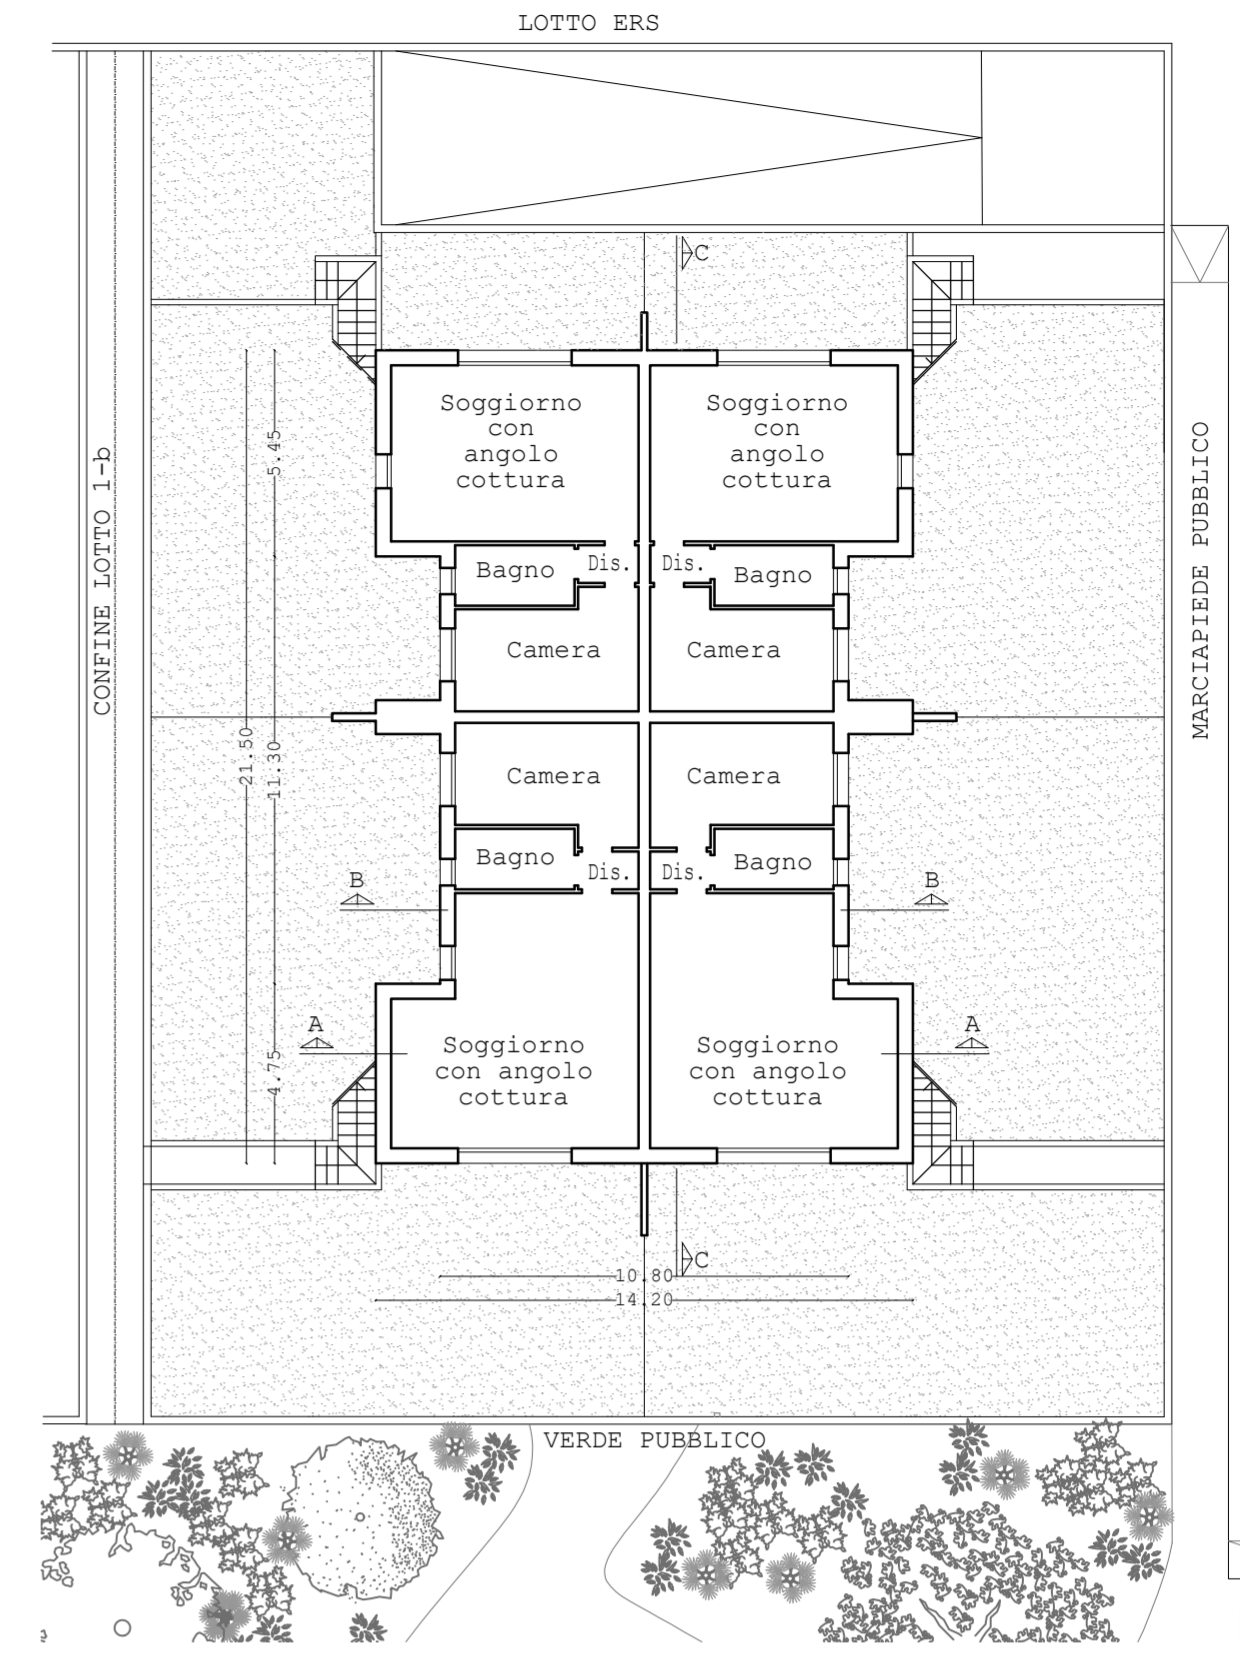 LOTTO ERS
C
Soggiorno
con
angolo
cottura
Soggiorno
con
angolo
cottura
5.45
CONFINE LOTTO 1-b
MARCIAPIEDE PUBBLICO
Bagno
Dis.
Dis.
Bagno
Camera
Camera
21.50
11.30
Camera
Camera
Bagno
Dis.
Dis.
Bagno
B
B
A
A
Soggiorno
con angolo
cottura
Soggiorno
con angolo
cottura
4.75
C
10.80
14.20
VERDE PUBBLICO